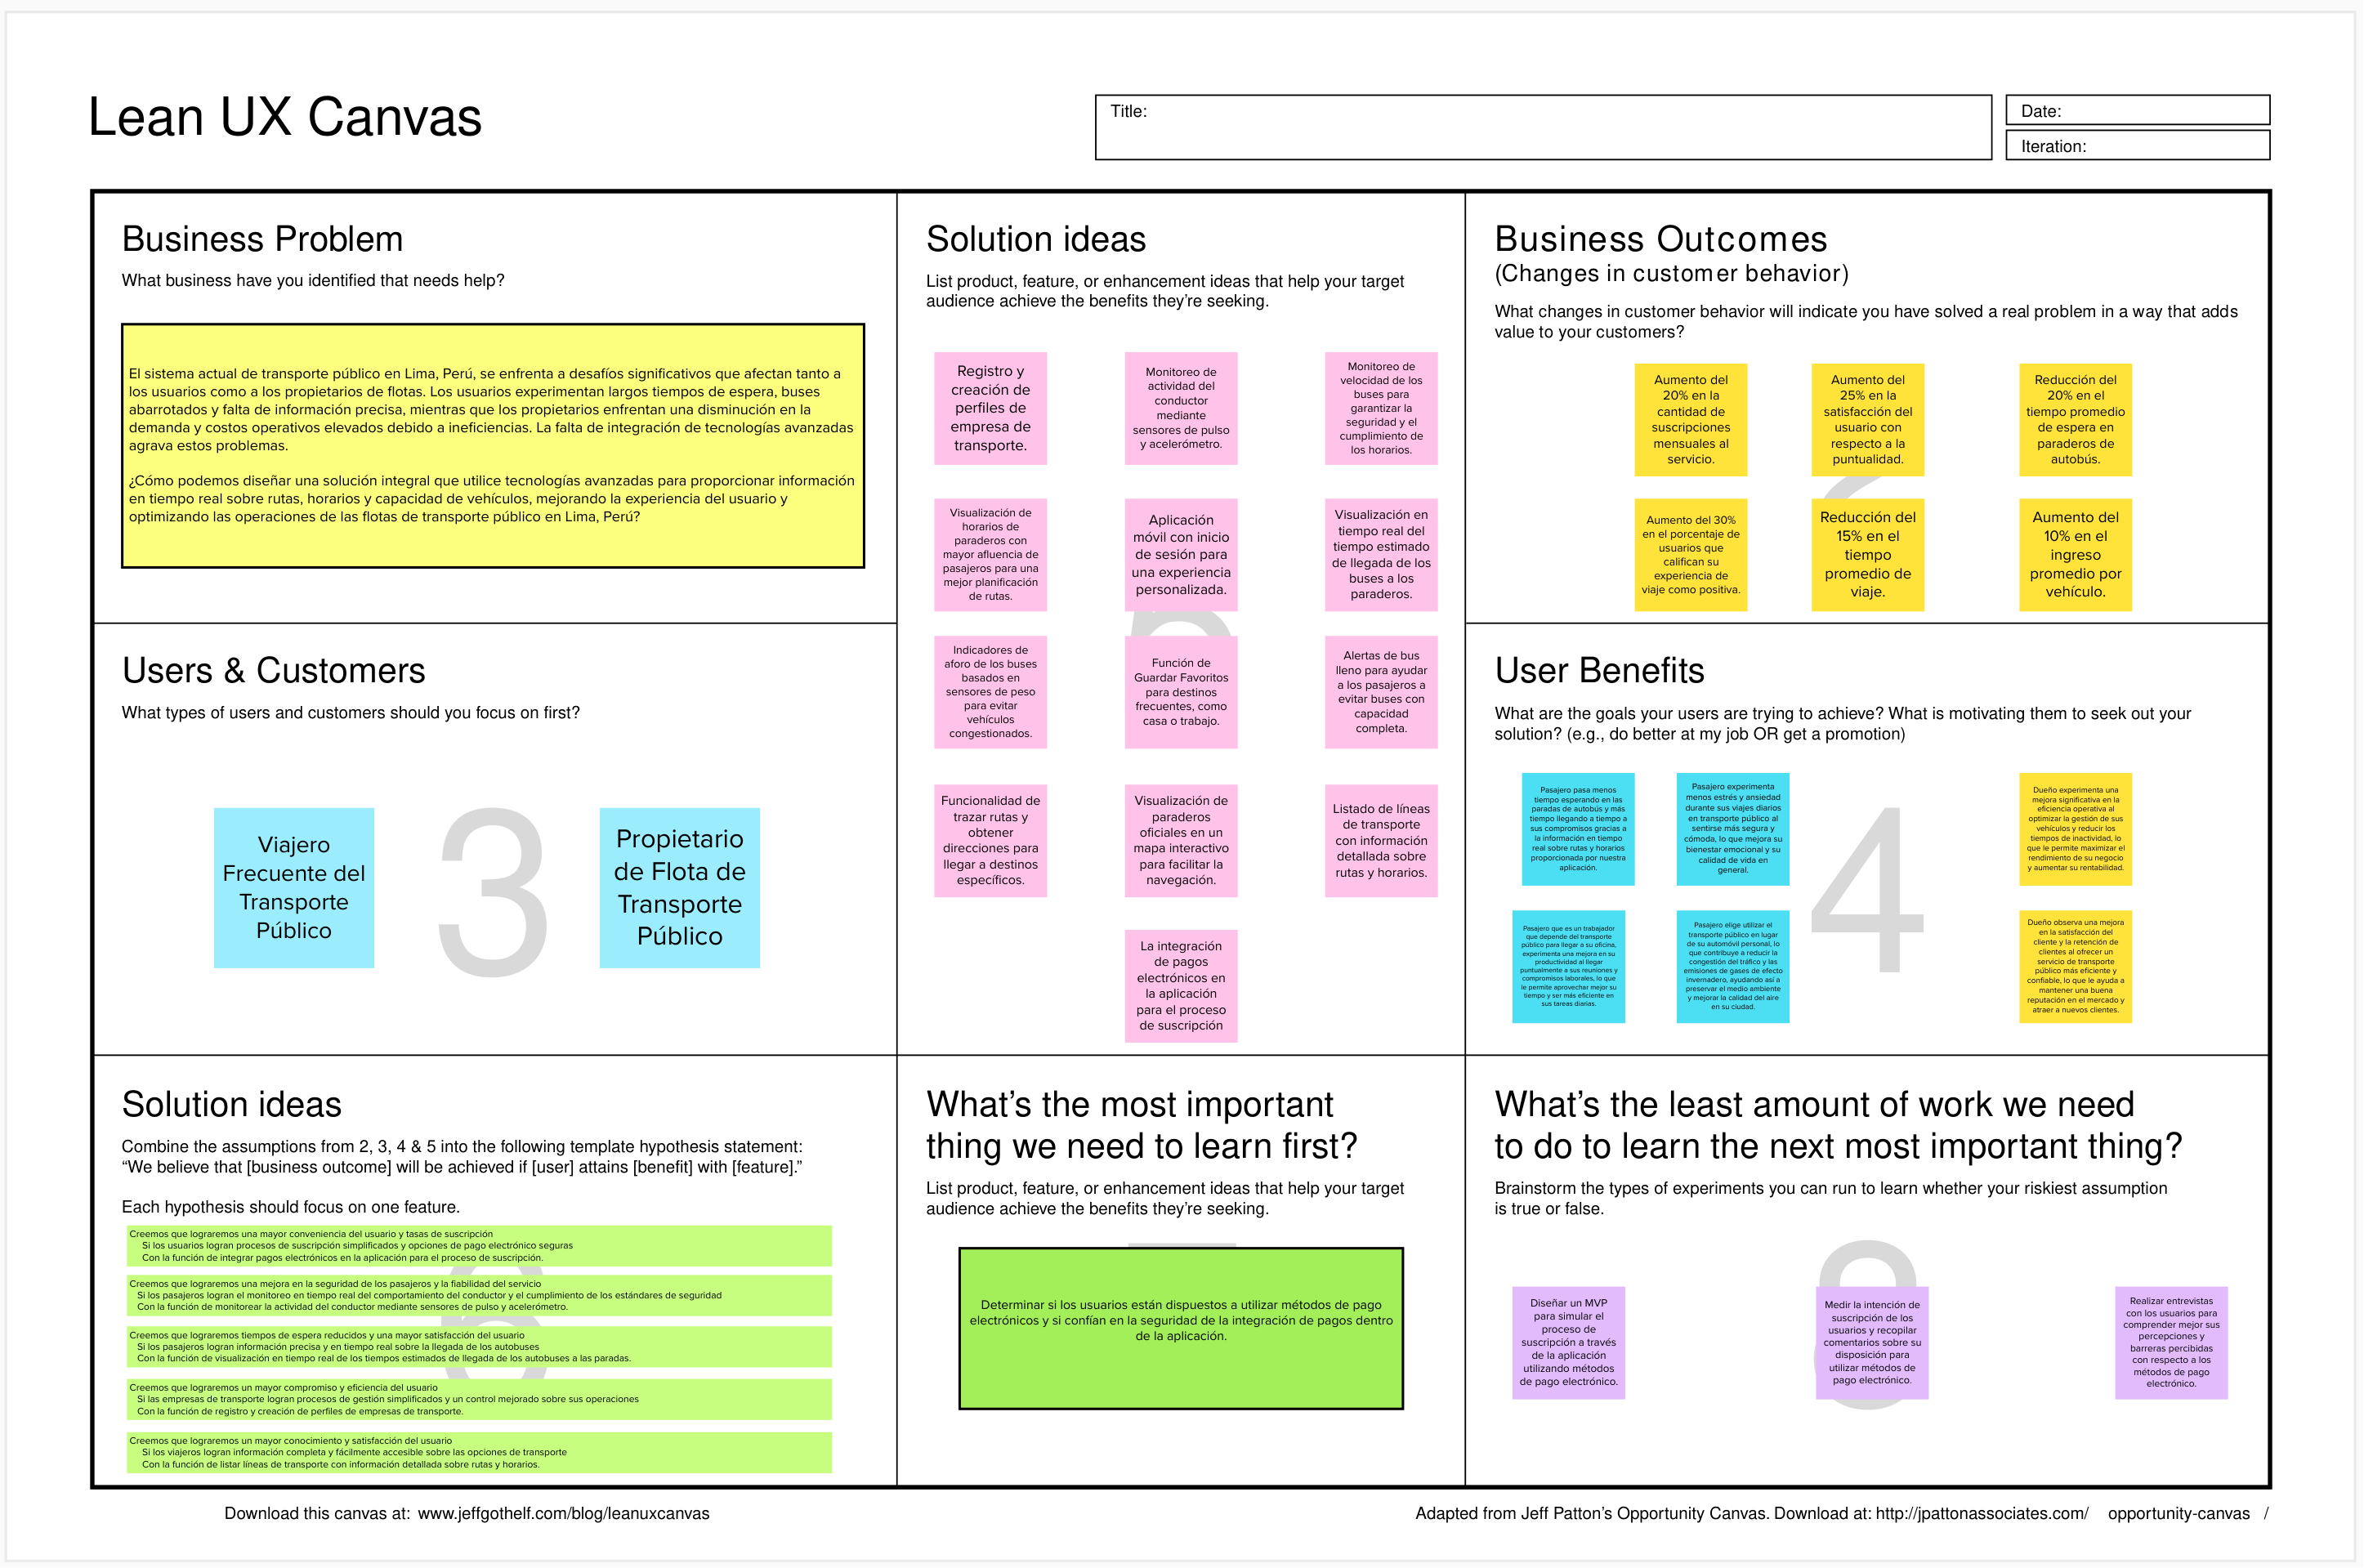 Lean UX Canvas
Title:
Date:
Iteration:
Business Problem
What business have you identified that needs help?
El sistema actual de transporte público en Lima, Perú, se enfrenta a desafíos significativos que afectan tanto a
los usuarios como a los propietarios de flotas. Los usuarios experimentan largos tiempos de espera, buses
abarrotados y falta de información precisa, mientras que los propietarios enfrentan una disminución en la
demanda y costos operativos elevados debido a ineficiencias. La falta de integración de tecnologías avanzadas
agrava estos problemas.
¿Cómo podemos diseñar una solución integral que utilice tecnologías avanzadas para proporcionar información
en tiempo real sobre rutas, horarios y capacidad de vehículos, mejorando la experiencia del usuario y
optimizando las operaciones de las flotas de transporte público en Lima, Perú?
Solution ideas
List product, feature, or enhancement ideas that help your target
audience achieve the benefits they’re seeking.
Registro y
creación de
perfiles de
empresa de
transporte.
Monitoreo de
actividad del
conductor
mediante
sensores de pulso
y acelerómetro.
Monitoreo de
velocidad de los
buses para
garantizar la
seguridad y el
cumplimiento de
los horarios.
Visualización de
horarios de
paraderos con
mayor afluencia de
pasajeros para una
mejor planificación
de rutas.
Aplicación
móvil con inicio
de sesión para
una experiencia
personalizada.
Visualización en
tiempo real del
tiempo estimado
de llegada de los
buses a los
paraderos.
Indicadores de
aforo de los buses
basados en
sensores de peso
para evitar
vehículos
congestionados.
Función de
Guardar Favoritos
para destinos
frecuentes, como
casa o trabajo.
Alertas de bus
lleno para ayudar
a los pasajeros a
evitar buses con
capacidad
completa.
Funcionalidad de
trazar rutas y
obtener
direcciones para
llegar a destinos
específicos.
Visualización de
paraderos
oficiales en un
mapa interactivo
para facilitar la
navegación.
Listado de líneas
de transporte
con información
detallada sobre
rutas y horarios.
La integración
de pagos
electrónicos en
la aplicación
para el proceso
de suscripción
Business Outcomes
(Changes in customer behavior)
What changes in customer behavior will indicate you have solved a real problem in a way that adds
value to your customers?
Aumento del
20% en la
cantidad de
suscripciones
mensuales al
servicio.
Aumento del
25% en la
satisfacción del
usuario con
respecto a la
puntualidad.
Reducción del
20% en el
tiempo promedio
de espera en
paraderos de
autobús.
Aumento del 30%
en el porcentaje de
usuarios que
califican su
experiencia de
viaje como positiva.
Reducción del
15% en el
tiempo
promedio de
viaje.
Aumento del
10% en el
ingreso
promedio por
vehículo.
Users & Customers
What types of users and customers should you focus on first?
Viajero
Frecuente del
Transporte
Público
3
Propietario
de Flota de
Transporte
Público
User Benefits
What are the goals your users are trying to achieve? What is motivating them to seek out your
solution? (e.g., do better at my job OR get a promotion)
Pasajero pasa menos
tiempo esperando en las
paradas de autobús y más
tiempo llegando a tiempo a
sus compromisos gracias a
la información en tiempo
real sobre rutas y horarios
proporcionada por nuestra
aplicación.
Pasajero experimenta
menos estrés y ansiedad
durante sus viajes diarios
en transporte público al
sentirse más segura y
cómoda, lo que mejora su
bienestar emocional y su
calidad de vida en
general.
4
Dueño experimenta una
mejora significativa en la
eficiencia operativa al
optimizar la gestión de sus
vehículos y reducir los
tiempos de inactividad, lo
que le permite maximizar el
rendimiento de su negocio
y aumentar su rentabilidad.
Pasajero que es un trabajador
que depende del transporte
público para llegar a su oficina,
experimenta una mejora en su
productividad al llegar
puntualmente a sus reuniones y
compromisos laborales, lo que
le permite aprovechar mejor su
tiempo y ser más eficiente en
sus tareas diarias.
Pasajero elige utilizar el
transporte público en lugar
de su automóvil personal, lo
que contribuye a reducir la
congestión del tráfico y las
emisiones de gases de efecto
invernadero, ayudando así a
preservar el medio ambiente
y mejorar la calidad del aire
en su ciudad.
Dueño observa una mejora
en la satisfacción del
cliente y la retención de
clientes al ofrecer un
servicio de transporte
público más eficiente y
confiable, lo que le ayuda a
mantener una buena
reputación en el mercado y
atraer a nuevos clientes.
Solution ideas
Combine the assumptions from 2, 3, 4 & 5 into the following template hypothesis statement:
“We believe that [business outcome] will be achieved if [user] attains [benefit] with [feature].”
Each hypothesis should focus on one feature.
Creemos que lograremos una mayor conveniencia del usuario y tasas de suscripción
Si los usuarios logran procesos de suscripción simplificados y opciones de pago electrónico seguras
Con la función de integrar pagos electrónicos en la aplicación para el proceso de suscripción.
Creemos que lograremos una mejora en la seguridad de los pasajeros y la fiabilidad del servicio
Si los pasajeros logran el monitoreo en tiempo real del comportamiento del conductor y el cumplimiento de los estándares de seguridad
Con la función de monitorear la actividad del conductor mediante sensores de pulso y acelerómetro.
Creemos que lograremos tiempos de espera reducidos y una mayor satisfacción del usuario
Si los pasajeros logran información precisa y en tiempo real sobre la llegada de los autobuses
Con la función de visualización en tiempo real de los tiempos estimados de llegada de los autobuses a las paradas.
Creemos que lograremos un mayor compromiso y eficiencia del usuario
Si las empresas de transporte logran procesos de gestión simplificados y un control mejorado sobre sus operaciones
Con la función de registro y creación de perfiles de empresas de transporte.
Creemos que lograremos un mayor conocimiento y satisfacción del usuario
Si los viajeros logran información completa y fácilmente accesible sobre las opciones de transporte
Con la función de listar líneas de transporte con información detallada sobre rutas y horarios.
What’s the most important
thing we need to learn first?
List product, feature, or enhancement ideas that help your target
audience achieve the benefits they’re seeking.
Determinar si los usuarios están dispuestos a utilizar métodos de pago
electrónicos y si confían en la seguridad de la integración de pagos dentro
de la aplicación.
What’s the least amount of work we need
to do to learn the next most important thing?
Brainstorm the types of experiments you can run to learn whether your riskiest assumption
is true or false.
8
Diseñar un MVP
para simular el
proceso de
suscripción a través
de la aplicación
utilizando métodos
de pago electrónico.
Medir la intención de
suscripción de los
usuarios y recopilar
comentarios sobre su
disposición para
utilizar métodos de
pago electrónico.
Realizar entrevistas
con los usuarios para
comprender mejor sus
percepciones y
barreras percibidas
con respecto a los
métodos de pago
electrónico.
Download this canvas at: www.jeffgothelf.com/blog/leanuxcanvas
Adapted from Jeff Patton’s Opportunity Canvas. Download at: http://jpattonassociates.com/ opportunity-canvas /